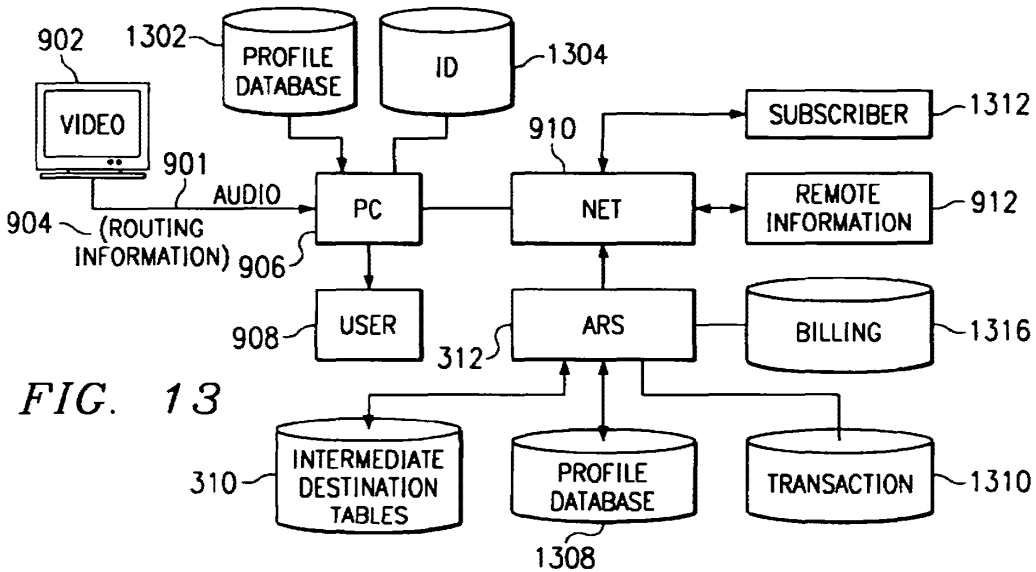 1302
902
PROFILE
DATABASE
ID
1304
VIDEO
910
SUBSCRIBER
1312
901
AUDIO
PC
NET
REMOTE
INFORMATION
912
904
(ROUTING
INFORMATION)
906
USER
908
ARS
312
BILLING
1316
FIG. 13
INTERMEDIATE
DESTINATION
TABLES
310
PROFILE
DATABASE
1308
TRANSACTION
1310